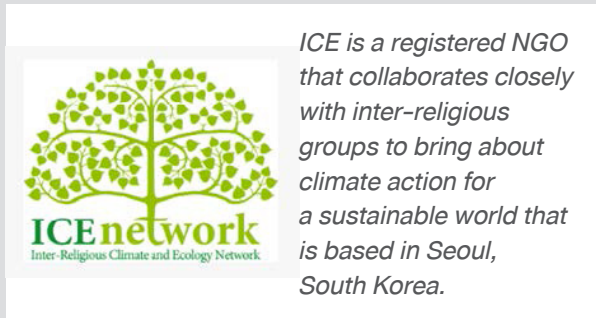 ICEnetwork
Inter-Religious Climate and Ecology Network
ICE is a registered NGO
that collaborates closely
with inter-religious
groups to bring about
climate action for
a sustainable world that
is based in Seoul,
South Korea.